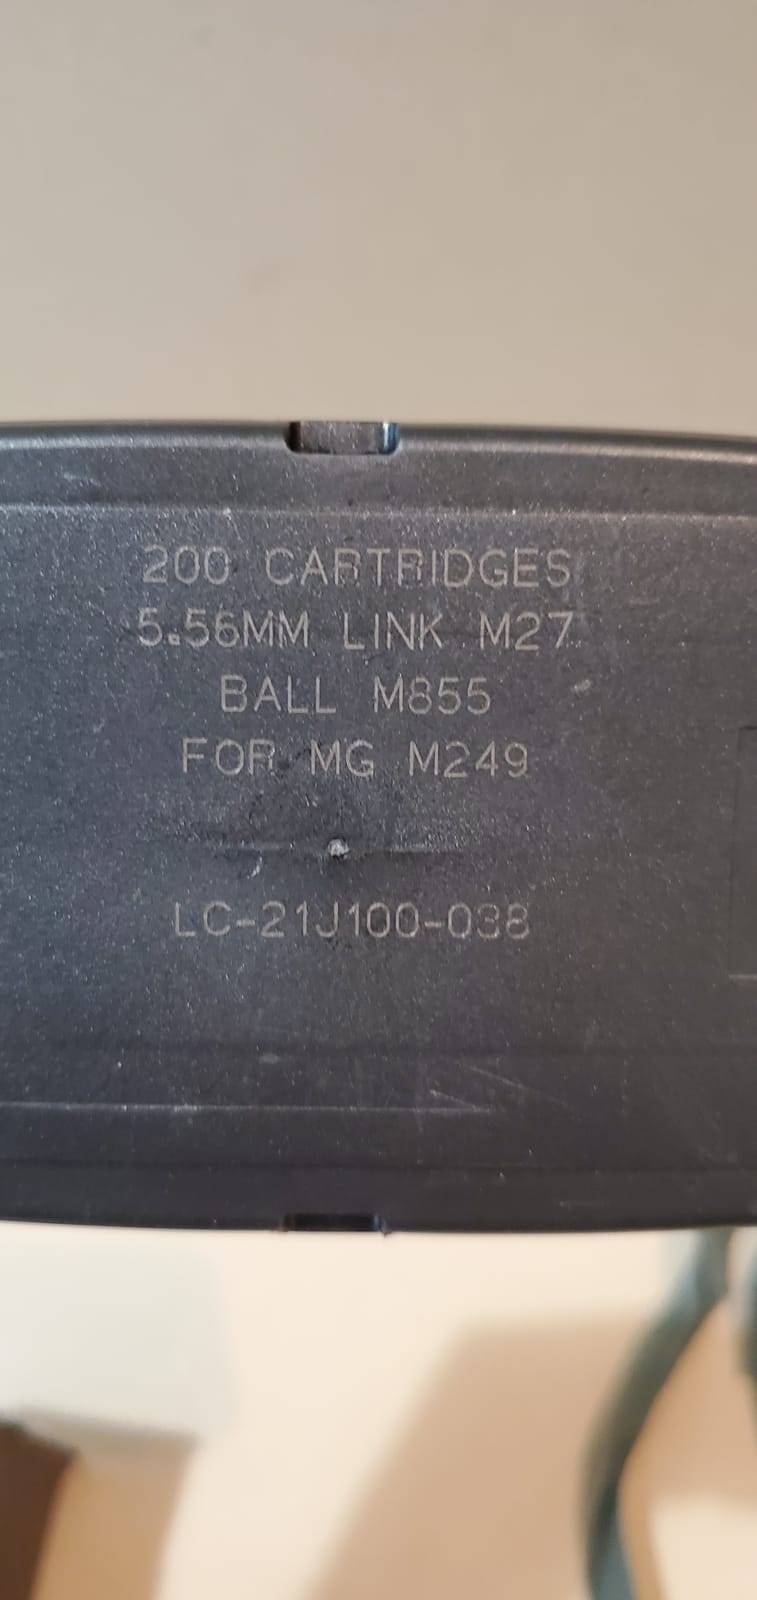 200 CARTRIDGES
5.56MM LINK M27
BALL M855
FOR MG M249
LC-21J100-038